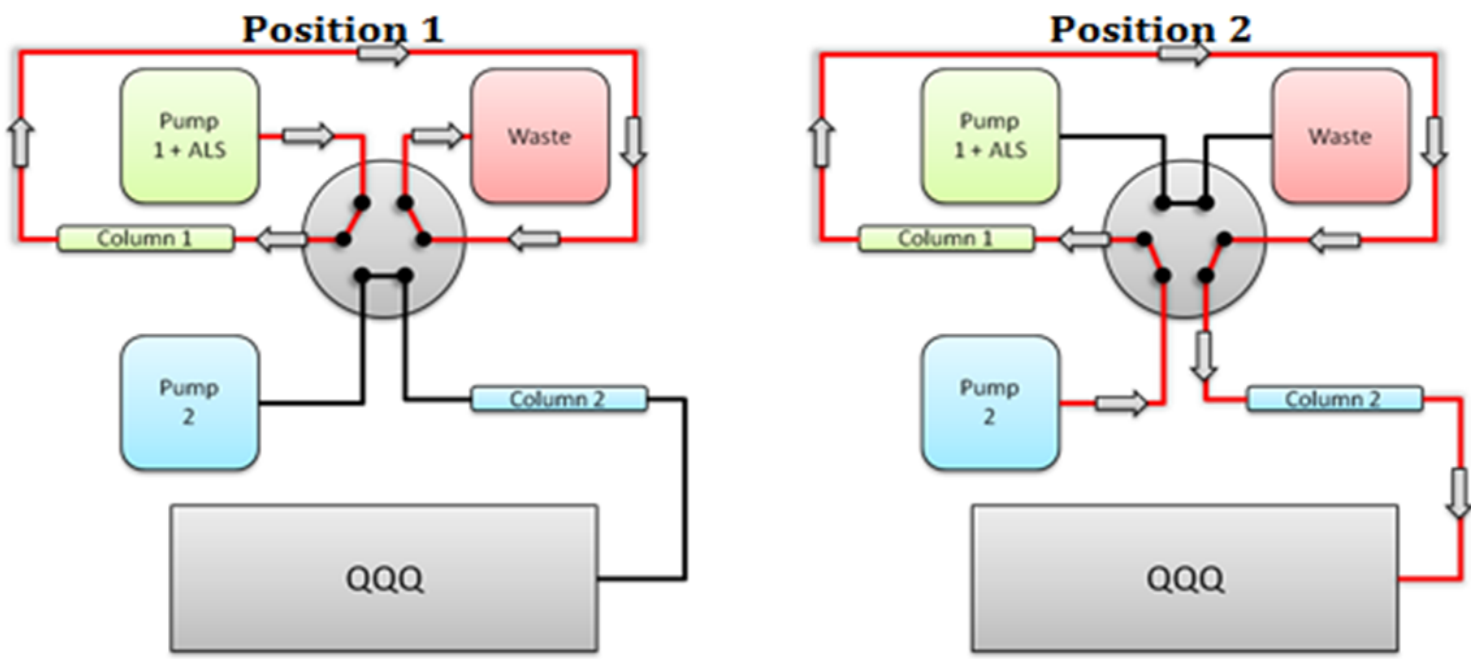 Position 1
Pump
1 + ALS
Waste
Column 1
Pump
2
Column 2
QQQ
Position 2
Pump
1 + ALS
Waste
Column 1
Pump
2
Column 2
QQQ